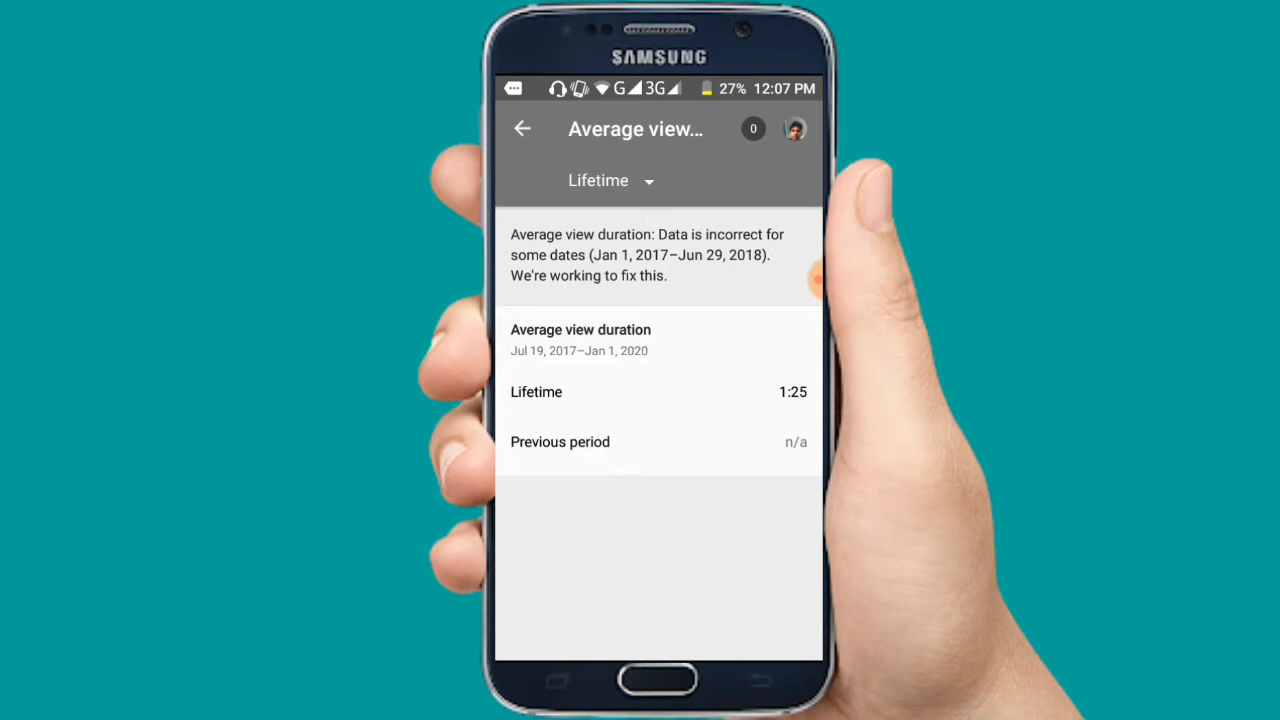 SAMSUNG
G 3G 27% 12:07 PM
Average view... 0
Lifetime
Average view duration: Data is incorrect for
some dates (Jan 1, 2017–Jun 29, 2018).
We're working to fix this.
Average view duration
Jul 19, 2017–Jan 1, 2020
Lifetime 1:25
Previous period n/a